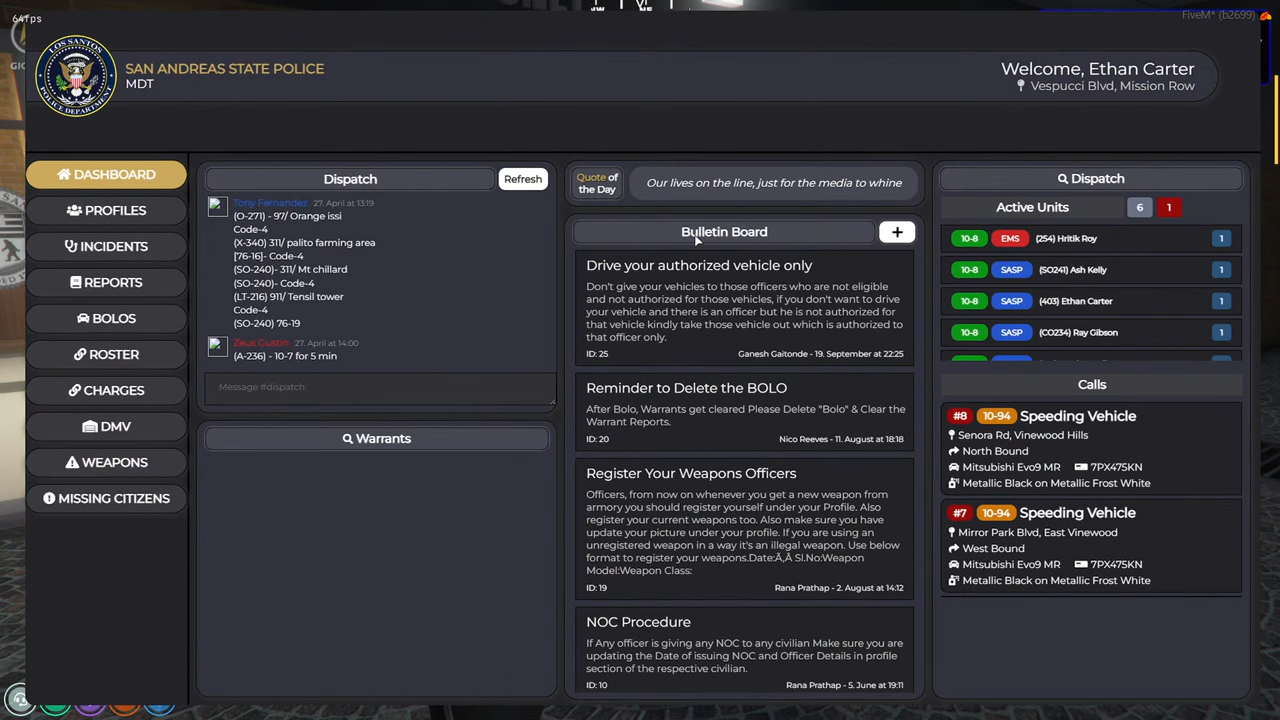 64fps
FiveM* (b2699)
LOS SANTOS
POLICE DEPARTMENT
SAN ANDREAS STATE POLICE
MDT
Welcome, Ethan Carter
Vespucci Blvd, Mission Row
DASHBOARD
PROFILES
INCIDENTS
REPORTS
BOLOS
ROSTER
CHARGES
DMV
WEAPONS
MISSING CITIZENS
Dispatch
Refresh
Tony Fernandez 27. April at 13:19
(O-271) - 97/ Orange issi
Code-4
(X-340) 311/ palito farming area
[76-16]- Code-4
(SO-240)- 311/ Mt chillard
(SO-240)- Code-4
(LT-216) 911/ Tensil tower
Code-4
(SO-240) 76-19
Zeus Gustin 27. April at 14:00
(A-236) - 10-7 for 5 min
Message #dispatch
Warrants
Quote of
the Day
Our lives on the line, just for the media to whine
Bulletin Board
+
Drive your authorized vehicle only
Don't give your vehicles to those officers who are not eligible
and not authorized for those vehicles, if you don't want to drive
your vehicle and there is an officer but he is not authorized for
that vehicle kindly take those vehicle out which is authorized to
that officer only.
ID: 25 Ganesh Gaitonde - 19. September at 22:25
Reminder to Delete the BOLO
After Bolo, Warrants get cleared Please Delete "Bolo" & Clear the
Warrant Reports.
ID: 20 Nico Reeves - 11. August at 18:18
Register Your Weapons Officers
Officers, from now on whenever you get a new weapon from
armory you should register yourself under your Profile. Also
register your current weapons too. Also make sure you have
update your picture under your profile. If you are using an
unregistered weapon in a way it's an illegal weapon. Use below
format to register your weapons.Date:Ã,Â Sl.No:Weapon
Model:Weapon Class:
ID: 19 Rana Prathap - 2. August at 14:12
NOC Procedure
If Any officer is giving any NOC to any civilian Make sure you are
updating the Date of issuing NOC and Officer Details in profile
section of the respective civilian.
ID: 10 Rana Prathap - 5. June at 19:11
Dispatch
Active Units 6 1
10-8 EMS (254) Hritik Roy 1
10-8 SASP (SO241) Ash Kelly 1
10-8 SASP (403) Ethan Carter 1
10-8 SASP (CO234) Ray Gibson 1
Calls
#8 10-94 Speeding Vehicle
Senora Rd, Vinewood Hills
North Bound
Mitsubishi Evo9 MR 7PX475KN
Metallic Black on Metallic Frost White
#7 10-94 Speeding Vehicle
Mirror Park Blvd, East Vinewood
West Bound
Mitsubishi Evo9 MR 7PX475KN
Metallic Black on Metallic Frost White